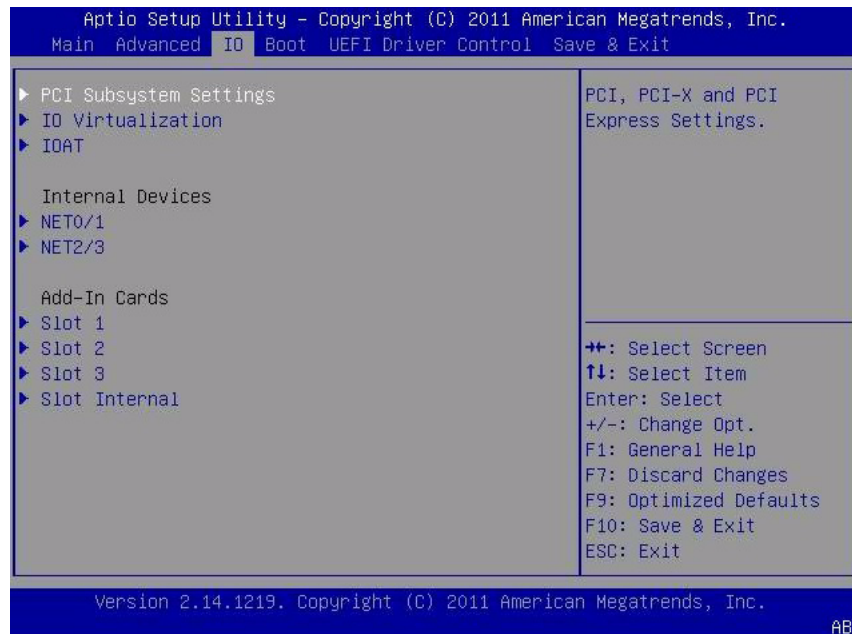 Aptio Setup Utility – Copyright (C) 2011 American Megatrends, Inc.
Main Advanced IO Boot UEFI Driver Control Save & Exit
▶ PCI Subsystem Settings
▶ IO Virtualization
▶ IOAT
Internal Devices
▶ NET0/1
▶ NET2/3
Add-In Cards
▶ Slot 1
▶ Slot 2
▶ Slot 3
▶ Slot Internal
PCI, PCI-X and PCI
Express Settings.
→←: Select Screen
↑↓: Select Item
Enter: Select
+/-: Change Opt.
F1: General Help
F7: Discard Changes
F9: Optimized Defaults
F10: Save & Exit
ESC: Exit
Version 2.14.1219. Copyright (C) 2011 American Megatrends, Inc.
AB